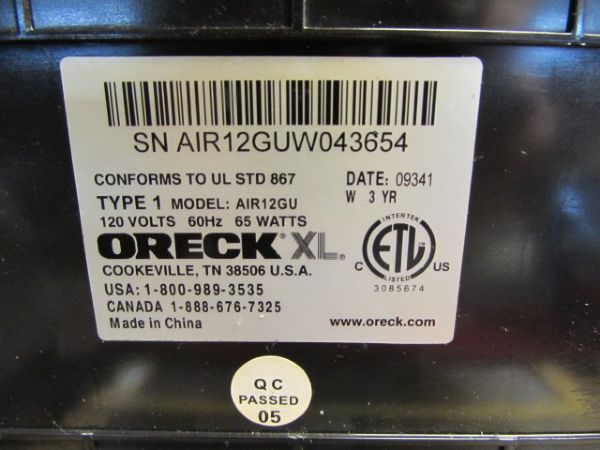 SN AIR12GUW043654
CONFORMS TO UL STD 867
DATE: 09341
TYPE 1 MODEL: AIR12GU
W 3 YR
120 VOLTS 60Hz 65 WATTS
ORECK XL®
COOKEVILLE, TN 38506 U.S.A.
USA: 1-800-989-3535
CANADA 1-888-676-7325
Made in China
INTERTEK
ETL
C US
LISTED
3085674
www.oreck.com
QC
PASSED
05